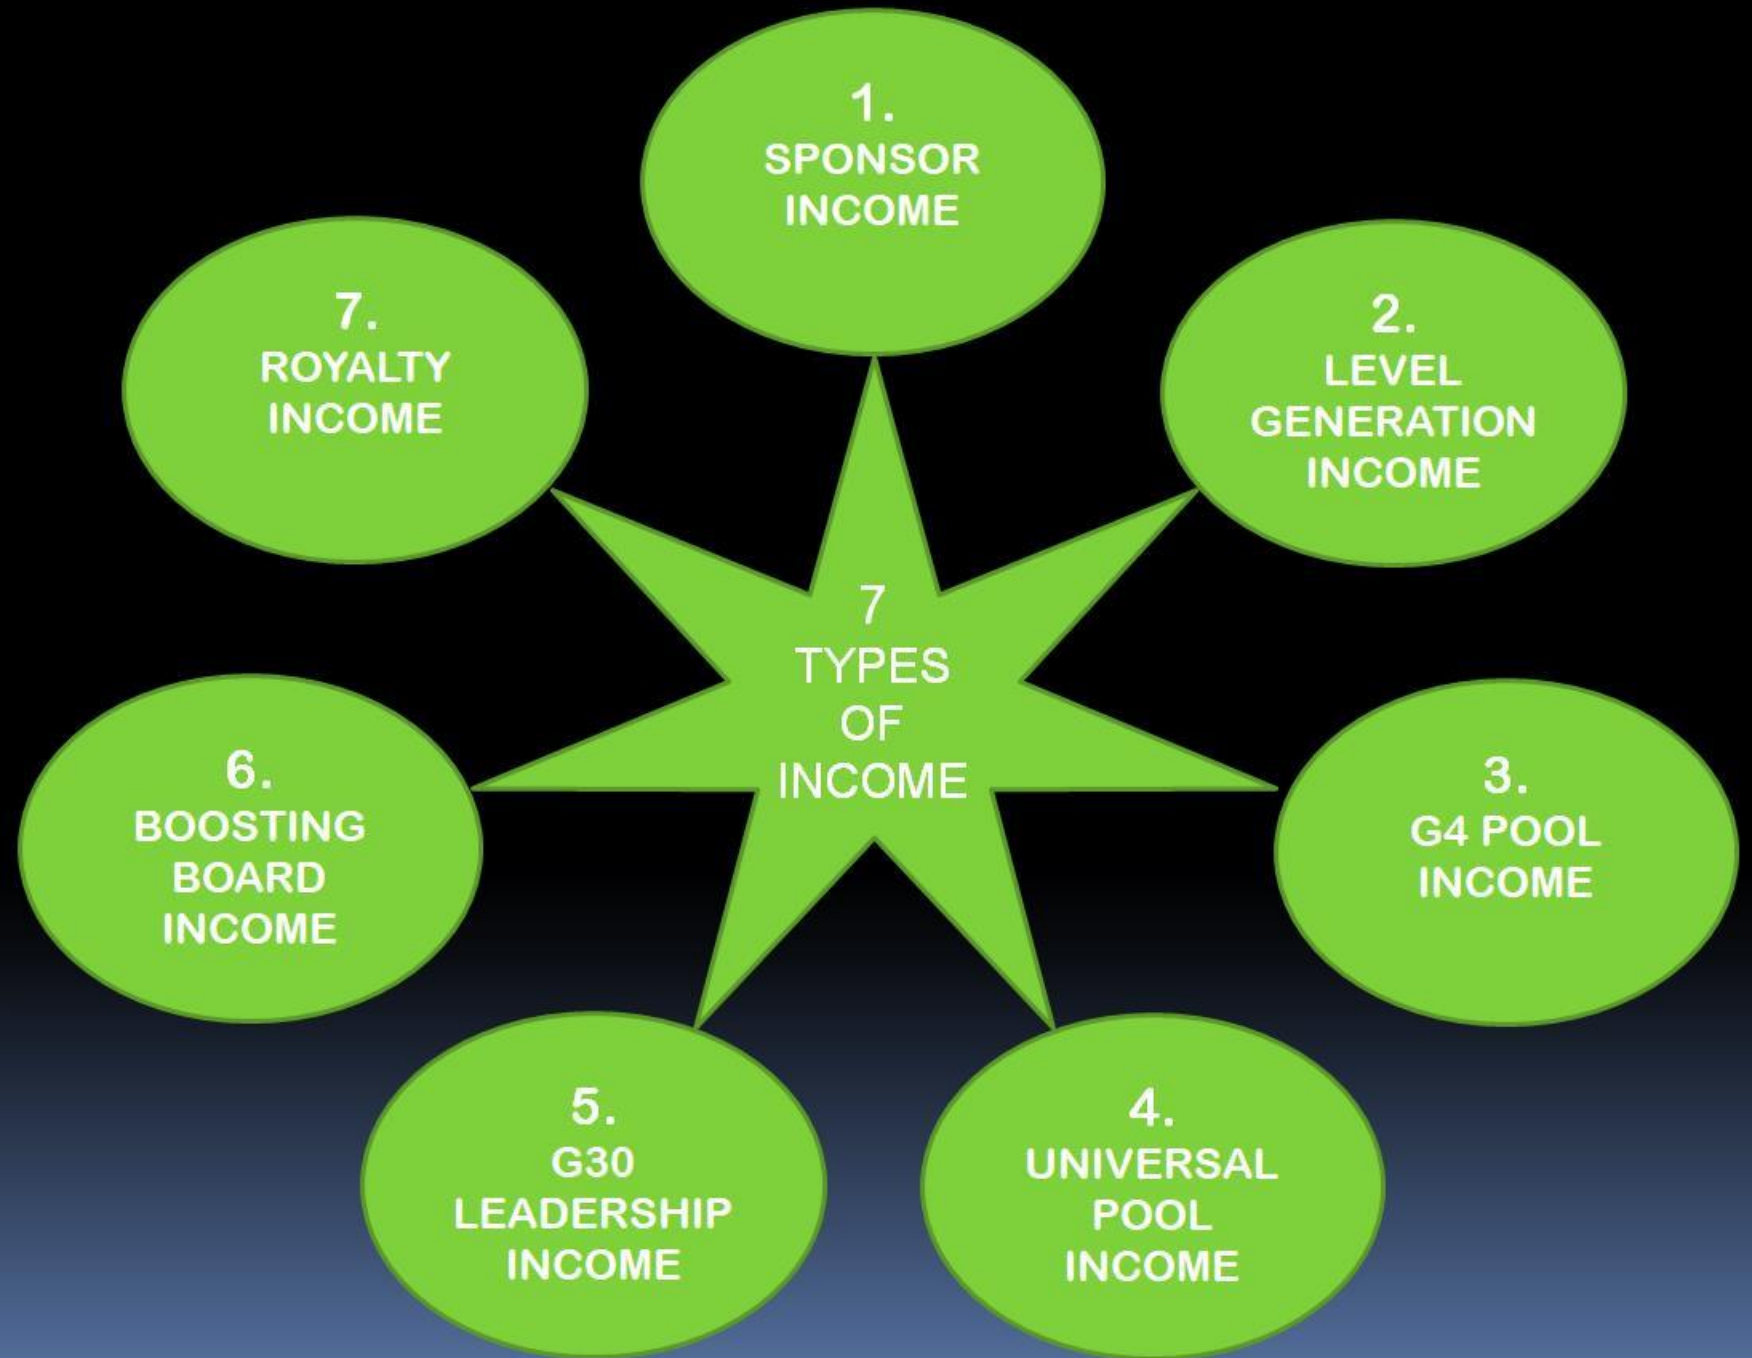 7
TYPES
OF
INCOME
1.
SPONSOR
INCOME
2.
LEVEL
GENERATION
INCOME
3.
G4 POOL
INCOME
4.
UNIVERSAL
POOL
INCOME
5.
G30
LEADERSHIP
INCOME
6.
BOOSTING
BOARD
INCOME
7.
ROYALTY
INCOME